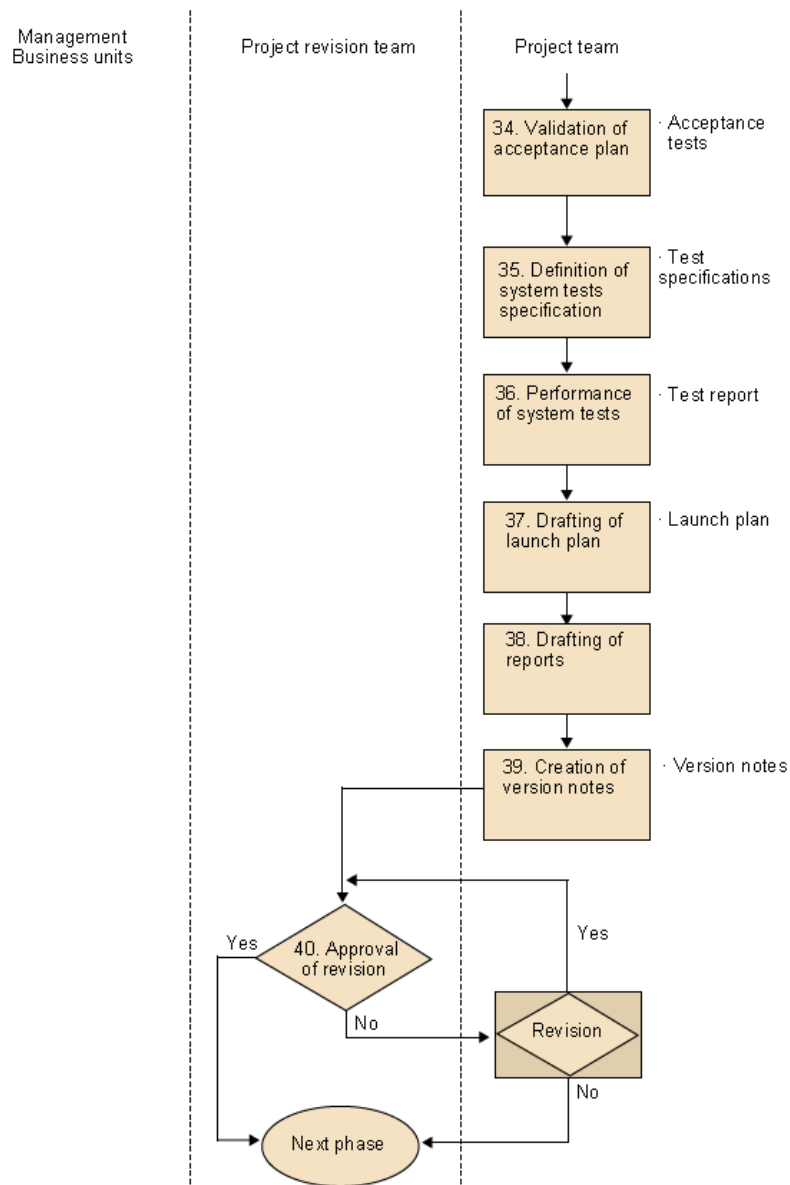 Management
Business units
Project revision team
Project team
34. Validation of
acceptance plan
· Acceptance
tests
35. Definition of
system tests
specification
· Test
specifications
36. Performance
of system tests
· Test report
37. Drafting of
launch plan
· Launch plan
38. Drafting of
reports
39. Creation of
version notes
· Version notes
40. Approval
of revision
Yes
No
Yes
Revision
No
Next phase